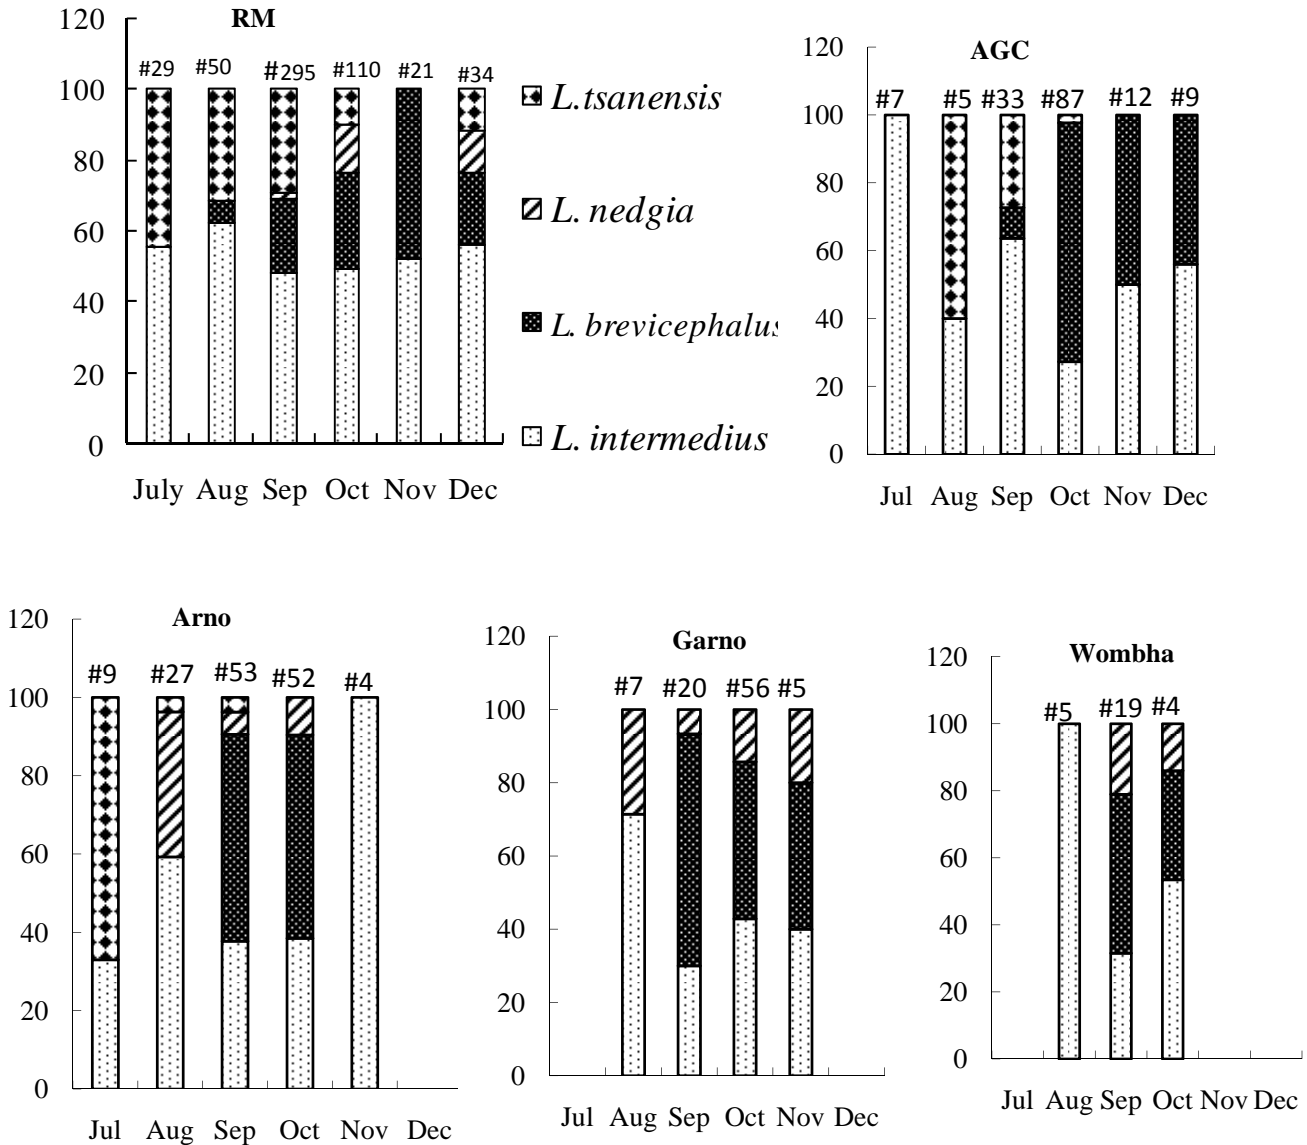 RM
120
100
80
60
40
20
0
#29 #50 #295 #110 #21 #34
July Aug Sep Oct Nov Dec
L.tsanensis
L. nedgia
L. brevicephalus
L. intermedius
AGC
120
100
80
60
40
20
0
#7 #5 #33 #87 #12 #9
Jul Aug Sep Oct Nov Dec
Arno
120
100
80
60
40
20
0
#9 #27 #53 #52 #4
Jul Aug Sep Oct Nov Dec
Garno
120
100
80
60
40
20
0
#7 #20 #56 #5
Jul Aug Sep Oct Nov Dec
Wombha
120
100
80
60
40
20
0
#5 #19 #4
Jul Aug Sep Oct Nov Dec